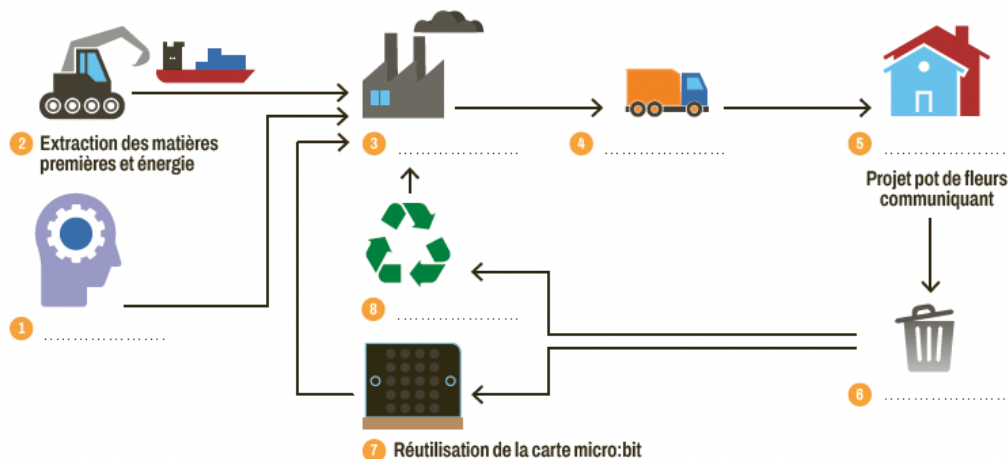 2 Extraction des matières
premières et énergie
3 ........................
4 ........................
5 ........................
Projet pot de fleurs
communiquant
1 ........................
8 ........................
6 ........................
7 Réutilisation de la carte micro:bit